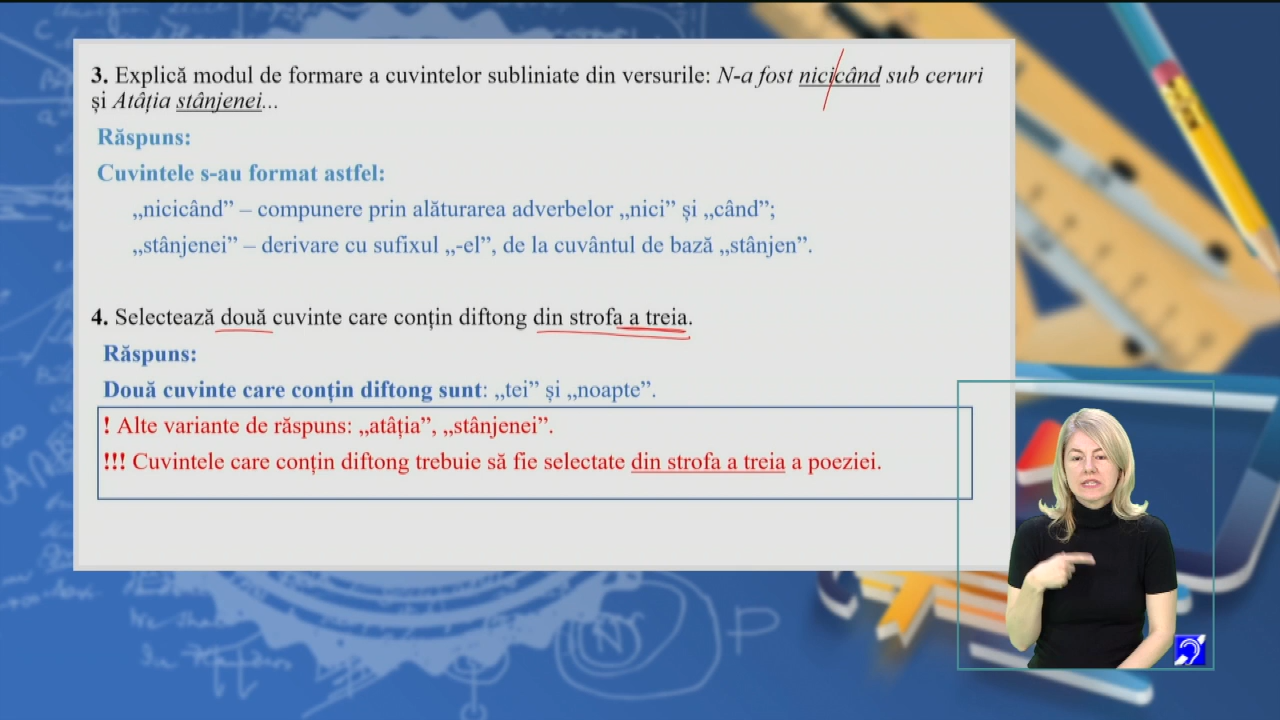 3. Explică modul de formare a cuvintelor subliniate din versurile: N-a fost nicicând sub ceruri
și Atâția stânjenei...
Răspuns:
Cuvintele s-au format astfel:
„nicicând” – compunere prin alăturarea adverbelor „nici” și „când”;
„stânjenei” – derivare cu sufixul „-el”, de la cuvântul de bază „stânjen”.
4. Selectează două cuvinte care conțin diftong din strofa a treia.
Răspuns:
Două cuvinte care conțin diftong sunt: „tei” și „noapte”.
! Alte variante de răspuns: „atâția”, „stânjenei”.
!!! Cuvintele care conțin diftong trebuie să fie selectate din strofa a treia a poeziei.
N
P